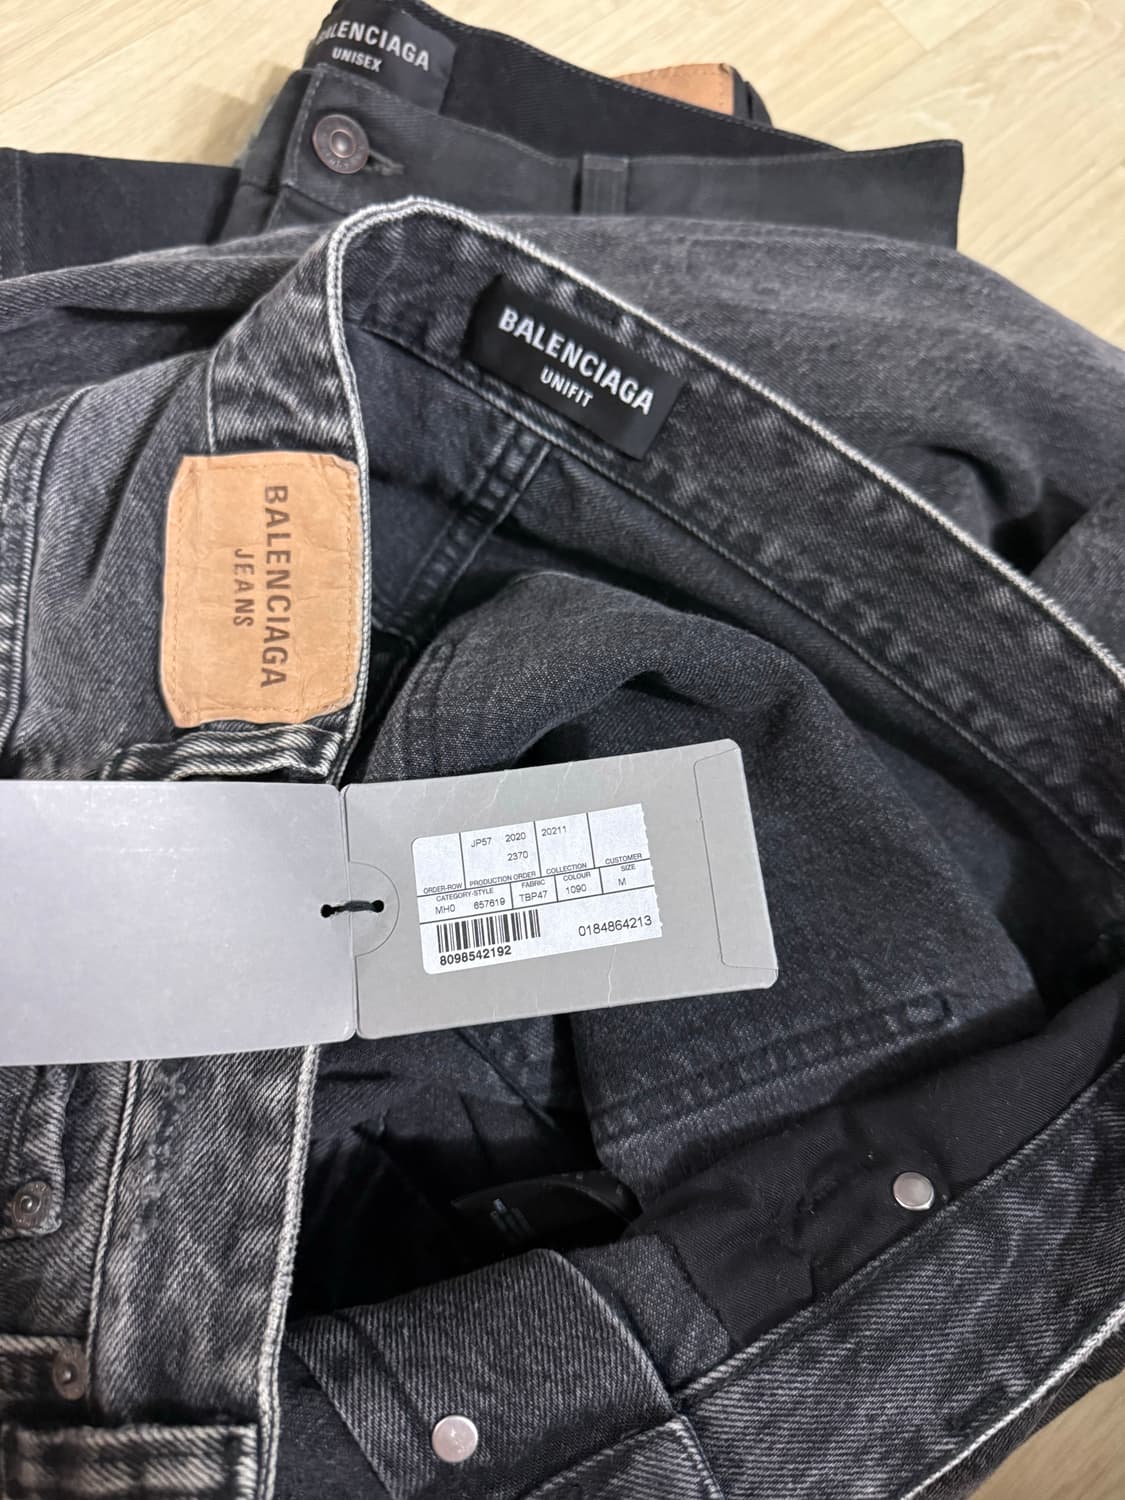 BALENCIAGA
UNISEX
BALENCIAGA
UNIFIT
BALENCIAGA
JEANS
JP57 2020 20211
2370
ORDER-ROW PRODUCTION ORDER COLLECTION CUSTOMER
CATEGORY-STYLE FABRIC COLOUR SIZE
MH0 657619 TBP47 1090 M
8098542192 0184864213